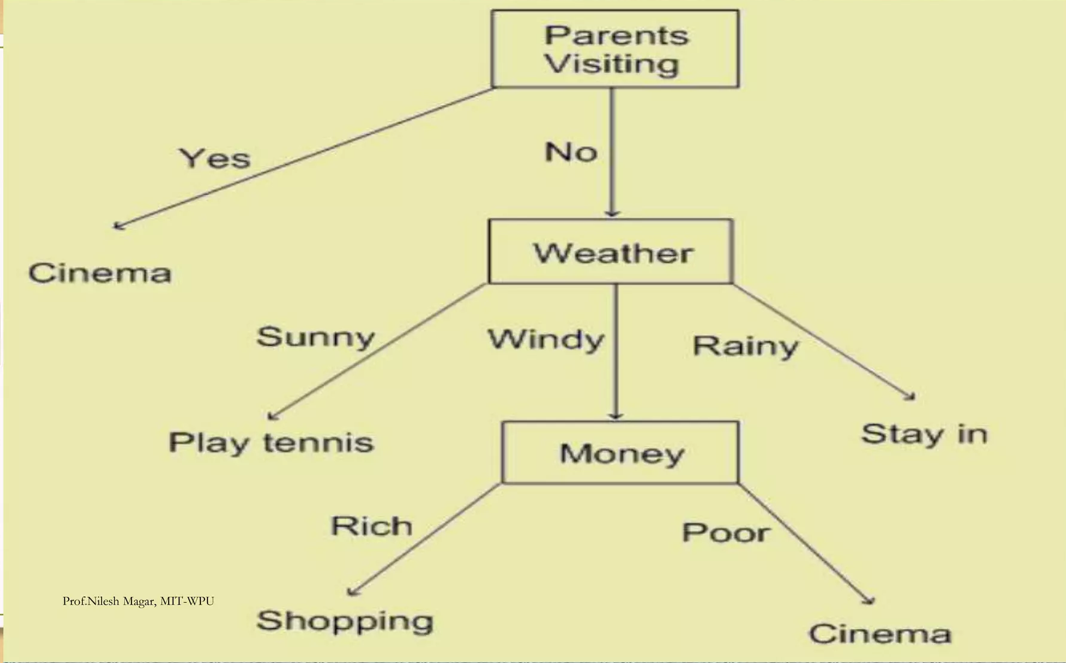 Parents
Visiting
Yes
No
Weather
Cinema
Sunny
Windy
Rainy
Play tennis
Money
Stay in
Rich
Poor
Prof.Nilesh Magar, MIT-WPU
Shopping
Cinema